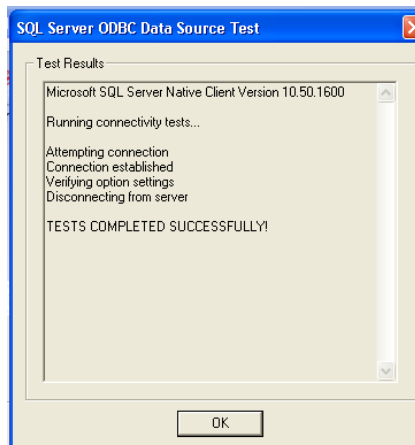 SQL Server ODBC Data Source Test
Test Results
Microsoft SQL Server Native Client Version 10.50.1600
Running connectivity tests...
Attempting connection
Connection established
Verifying option settings
Disconnecting from server
TESTS COMPLETED SUCCESSFULLY!
OK